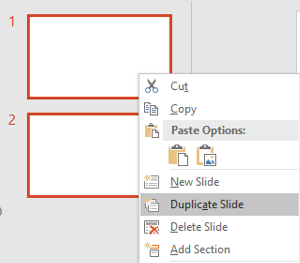 1
2
Cut
Copy
Paste Options:
New Slide
Duplicate Slide
Delete Slide
Add Section